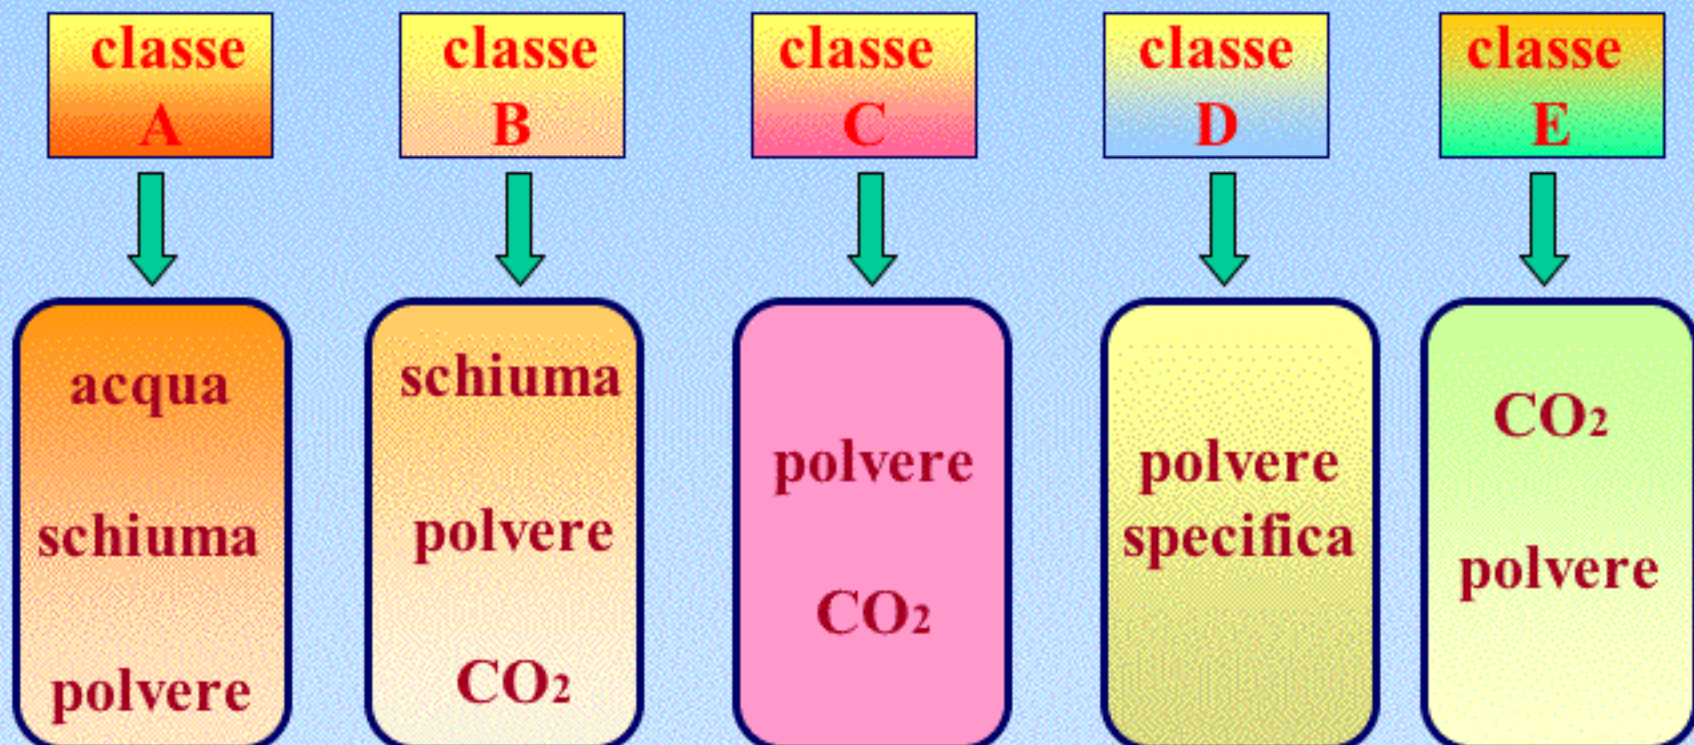 classe
A
classe
B
classe
C
classe
D
classe
E
acqua
schiuma
polvere
schiuma
polvere
CO₂
polvere
CO₂
polvere
specifica
CO₂
polvere